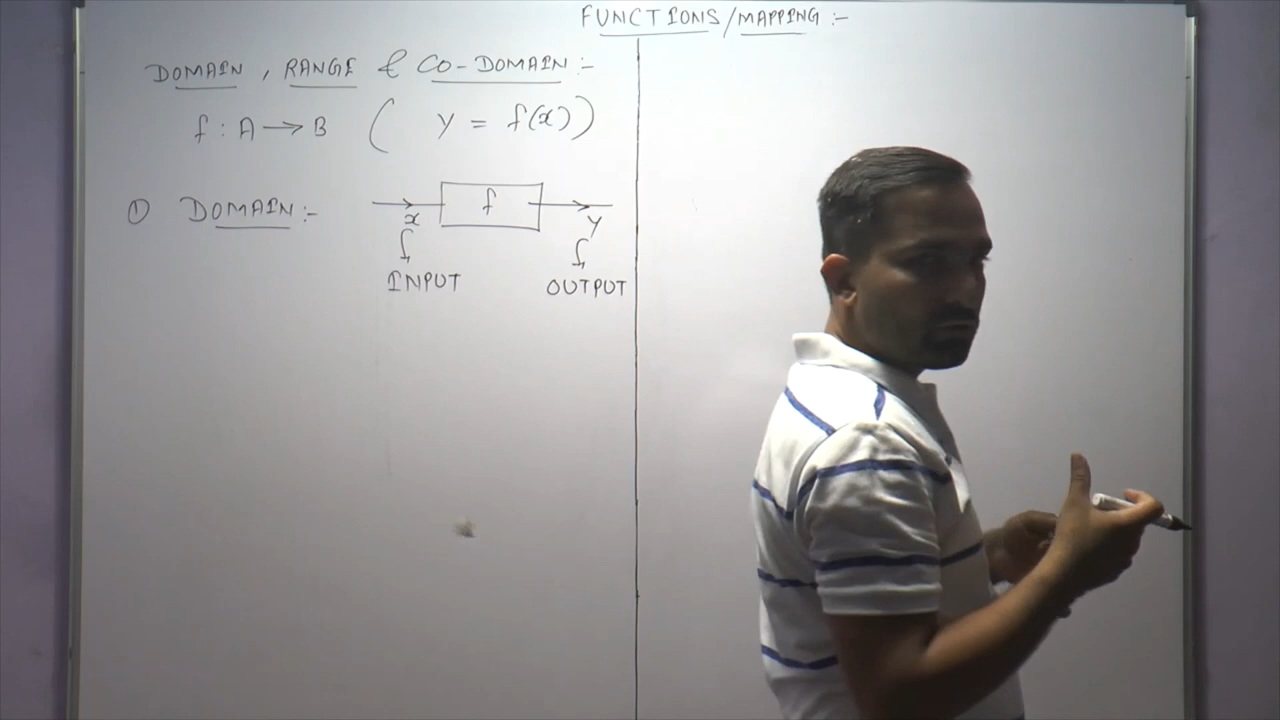 FUNCTIONS/MAPPING :-
DOMAIN, RANGE & CO-DOMAIN :-
f : A → B ( y = f(x) )
① DOMAIN :-
f
x
y
INPUT
OUTPUT